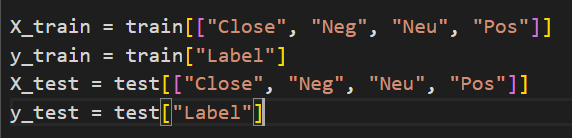 X_train = train[["Close", "Neg", "Neu", "Pos"]]
y_train = train["Label"]
X_test = test[["Close", "Neg", "Neu", "Pos"]]
y_test = test["Label"]